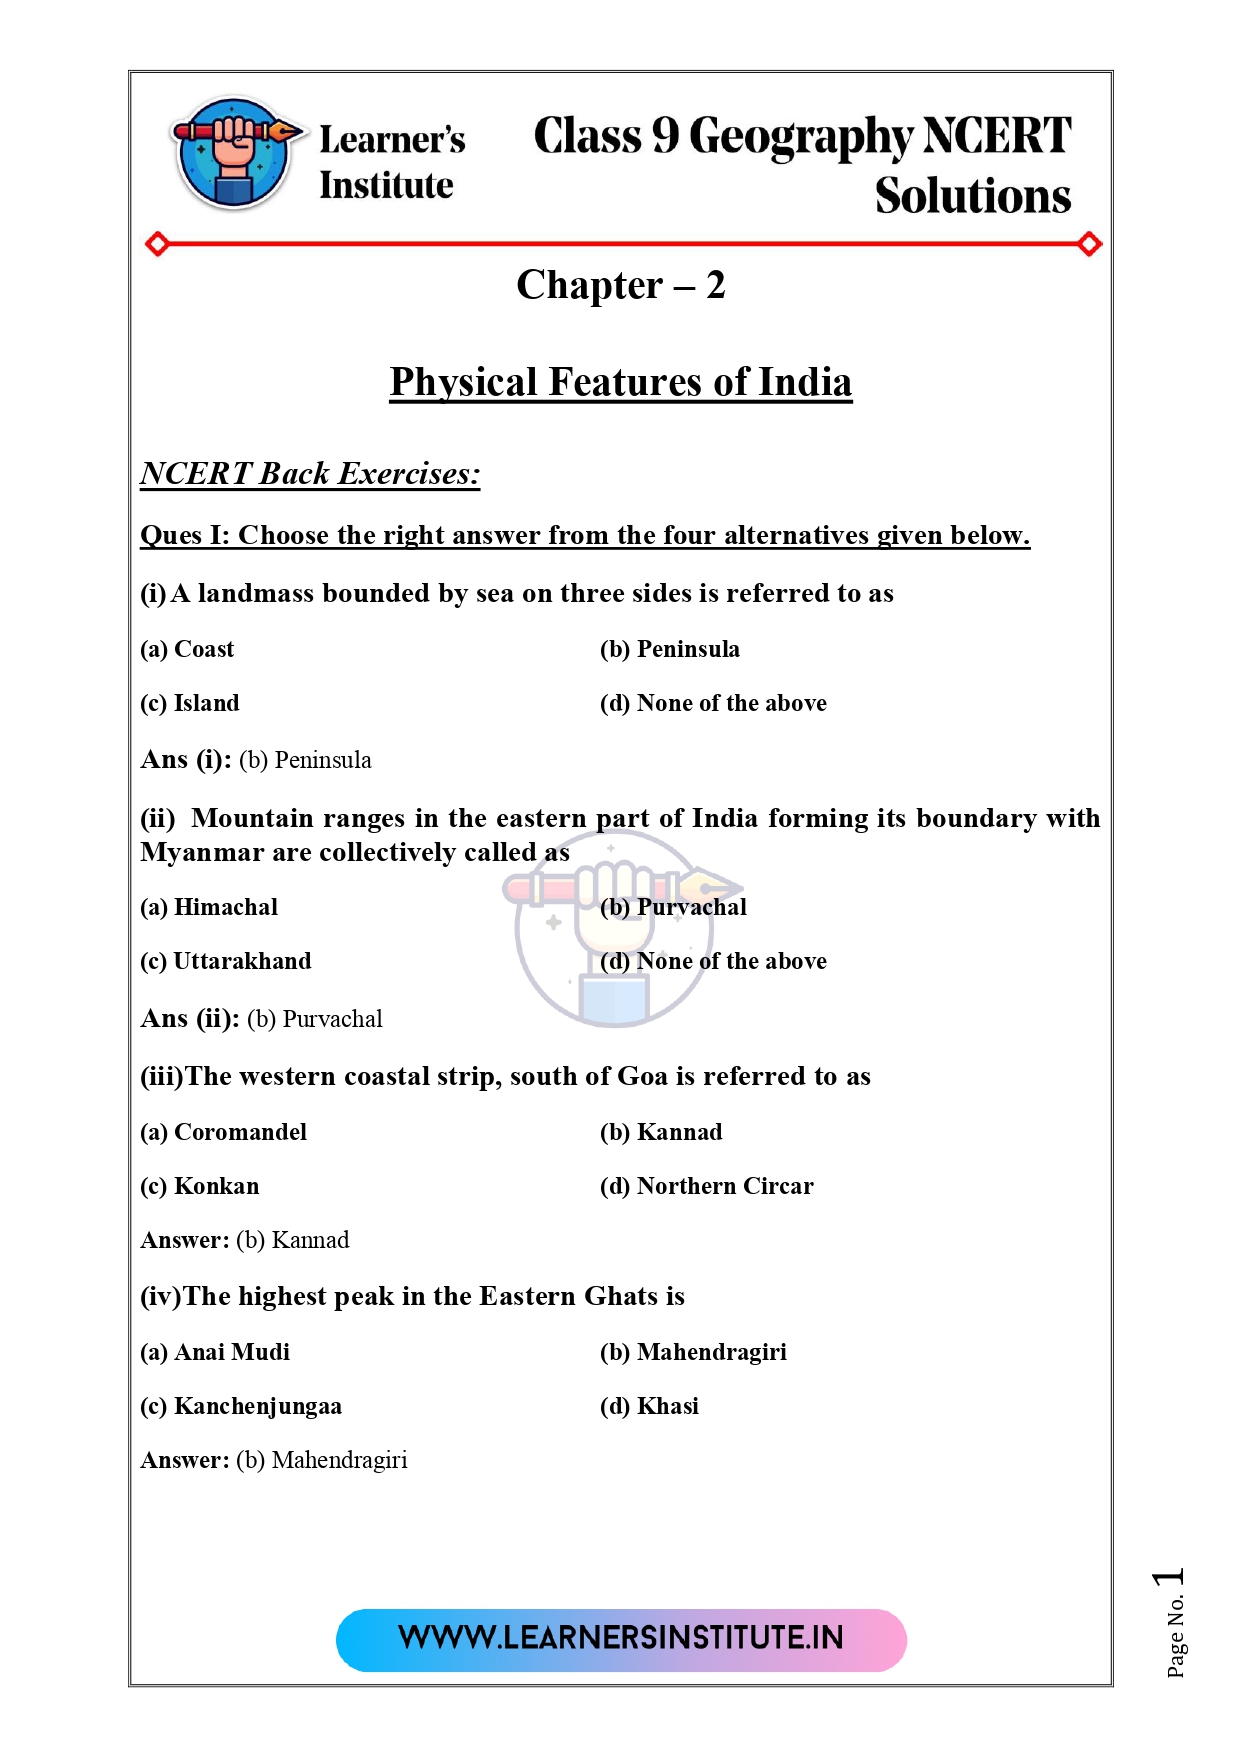 Learner's
Institute
Class 9 Geography NCERT
Solutions
Chapter – 2
Physical Features of India
NCERT Back Exercises:
Ques I: Choose the right answer from the four alternatives given below.
(i) A landmass bounded by sea on three sides is referred to as
(a) Coast (b) Peninsula
(c) Island (d) None of the above
Ans (i): (b) Peninsula
(ii) Mountain ranges in the eastern part of India forming its boundary with
Myanmar are collectively called as
(a) Himachal (b) Purvachal
(c) Uttarakhand (d) None of the above
Ans (ii): (b) Purvachal
(iii)The western coastal strip, south of Goa is referred to as
(a) Coromandel (b) Kannad
(c) Konkan (d) Northern Circar
Answer: (b) Kannad
(iv)The highest peak in the Eastern Ghats is
(a) Anai Mudi (b) Mahendragiri
(c) Kanchenjungaa (d) Khasi
Answer: (b) Mahendragiri
WWW.LEARNERSINSTITUTE.IN
Page No. 1